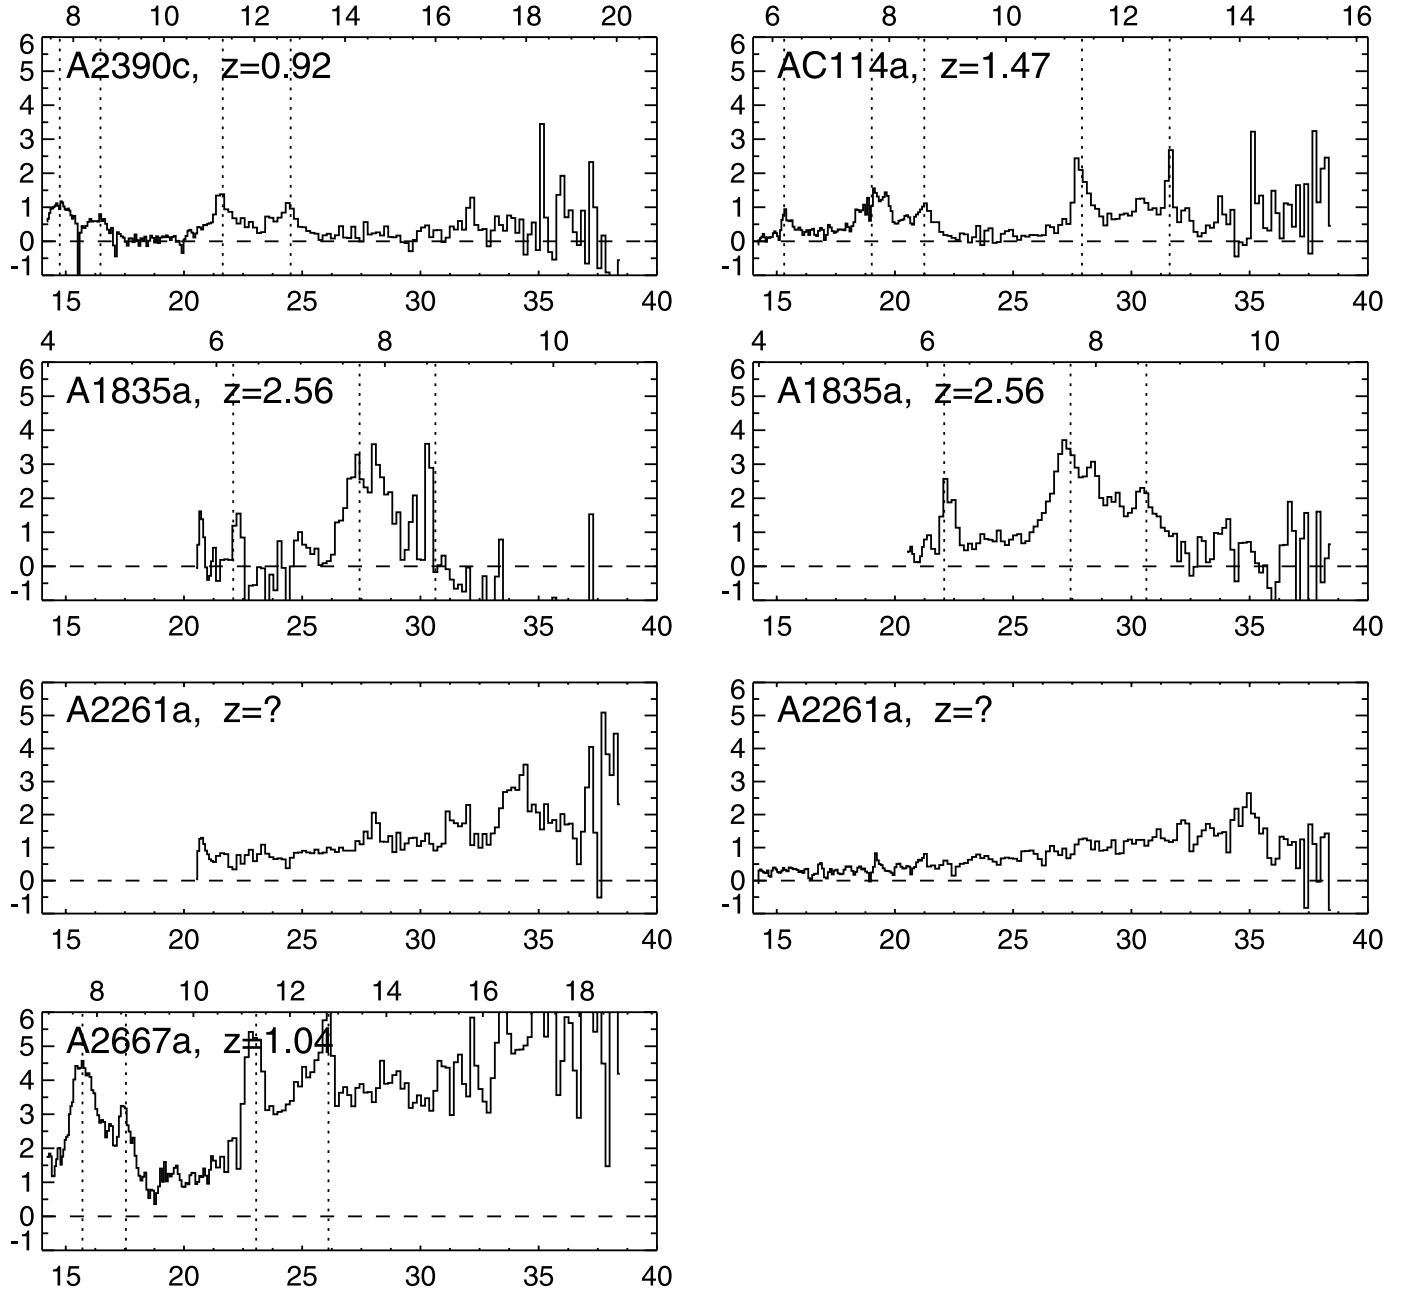 8 10 12 14 16 18 20
6 8 10 12 14 16
A2390c, z=0.92
AC114a, z=1.47
6 5 4 3 2 1 0 -1
6 5 4 3 2 1 0 -1
15 20 25 30 35 40
15 20 25 30 35 40
4 6 8 10
4 6 8 10
A1835a, z=2.56
A1835a, z=2.56
6 5 4 3 2 1 0 -1
6 5 4 3 2 1 0 -1
15 20 25 30 35 40
15 20 25 30 35 40
A2261a, z=?
A2261a, z=?
6 5 4 3 2 1 0 -1
6 5 4 3 2 1 0 -1
15 20 25 30 35 40
15 20 25 30 35 40
8 10 12 14 16 18
A2667a, z=1.04
6 5 4 3 2 1 0 -1
15 20 25 30 35 40